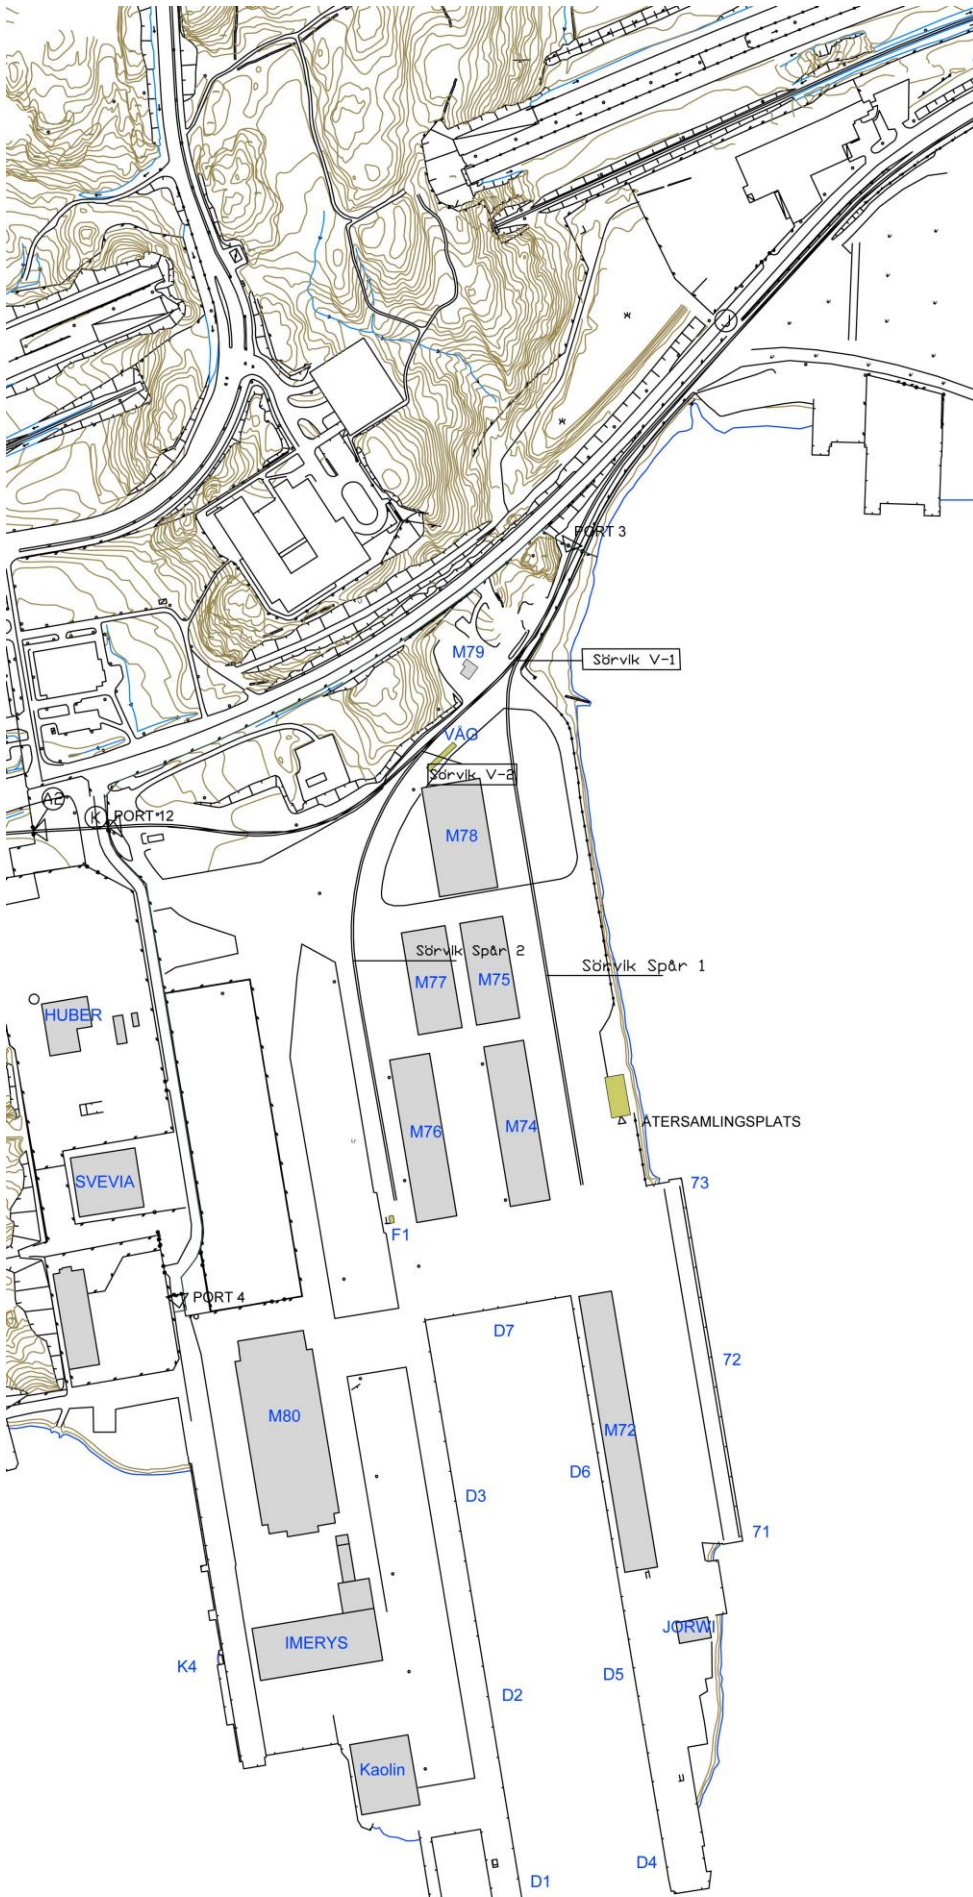 J
PORT 3
M79
Sörvik V-1
VÅG
Sörvik V-2
A2
K
PORT 12
M78
Sörvik Spår 2
Sörvik Spår 1
M77
M75
HUBER
M76
M74
ÅTERSAMLINGSPLATS
SVEVIA
73
F1
PORT 4
D7
72
M80
M72
D6
D3
71
IMERYS
JORWI
K4
D5
D2
Kaolin
D4
D1